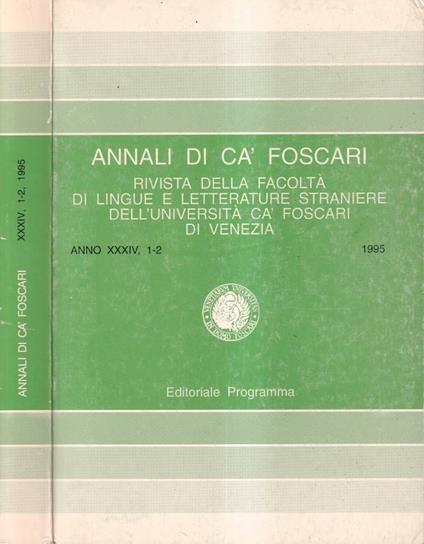 ANNALI DI CA' FOSCARI XXXIV, 1-2, 1995
ANNALI DI CA' FOSCARI
RIVISTA DELLA FACOLTÀ
DI LINGUE E LETTERATURE STRANIERE
DELL'UNIVERSITÀ CA' FOSCARI
DI VENEZIA
ANNO XXXIV, 1-2 1995
Editoriale Programma